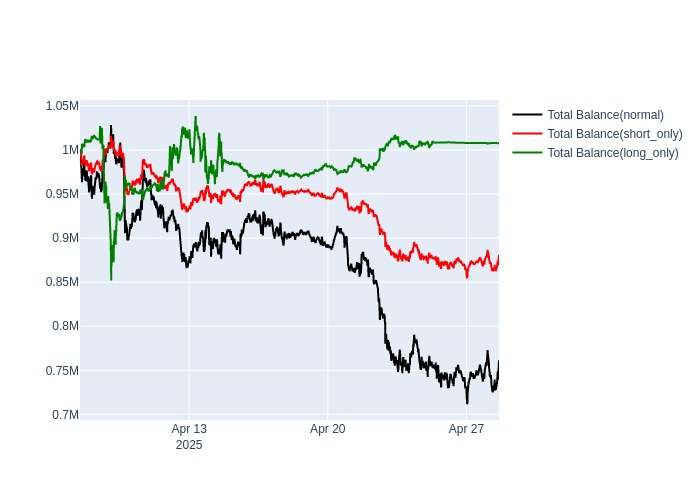 1.05M
1M
0.95M
0.9M
0.85M
0.8M
0.75M
0.7M
Apr 13
2025
Apr 20
Apr 27
Total Balance(normal)
Total Balance(short_only)
Total Balance(long_only)